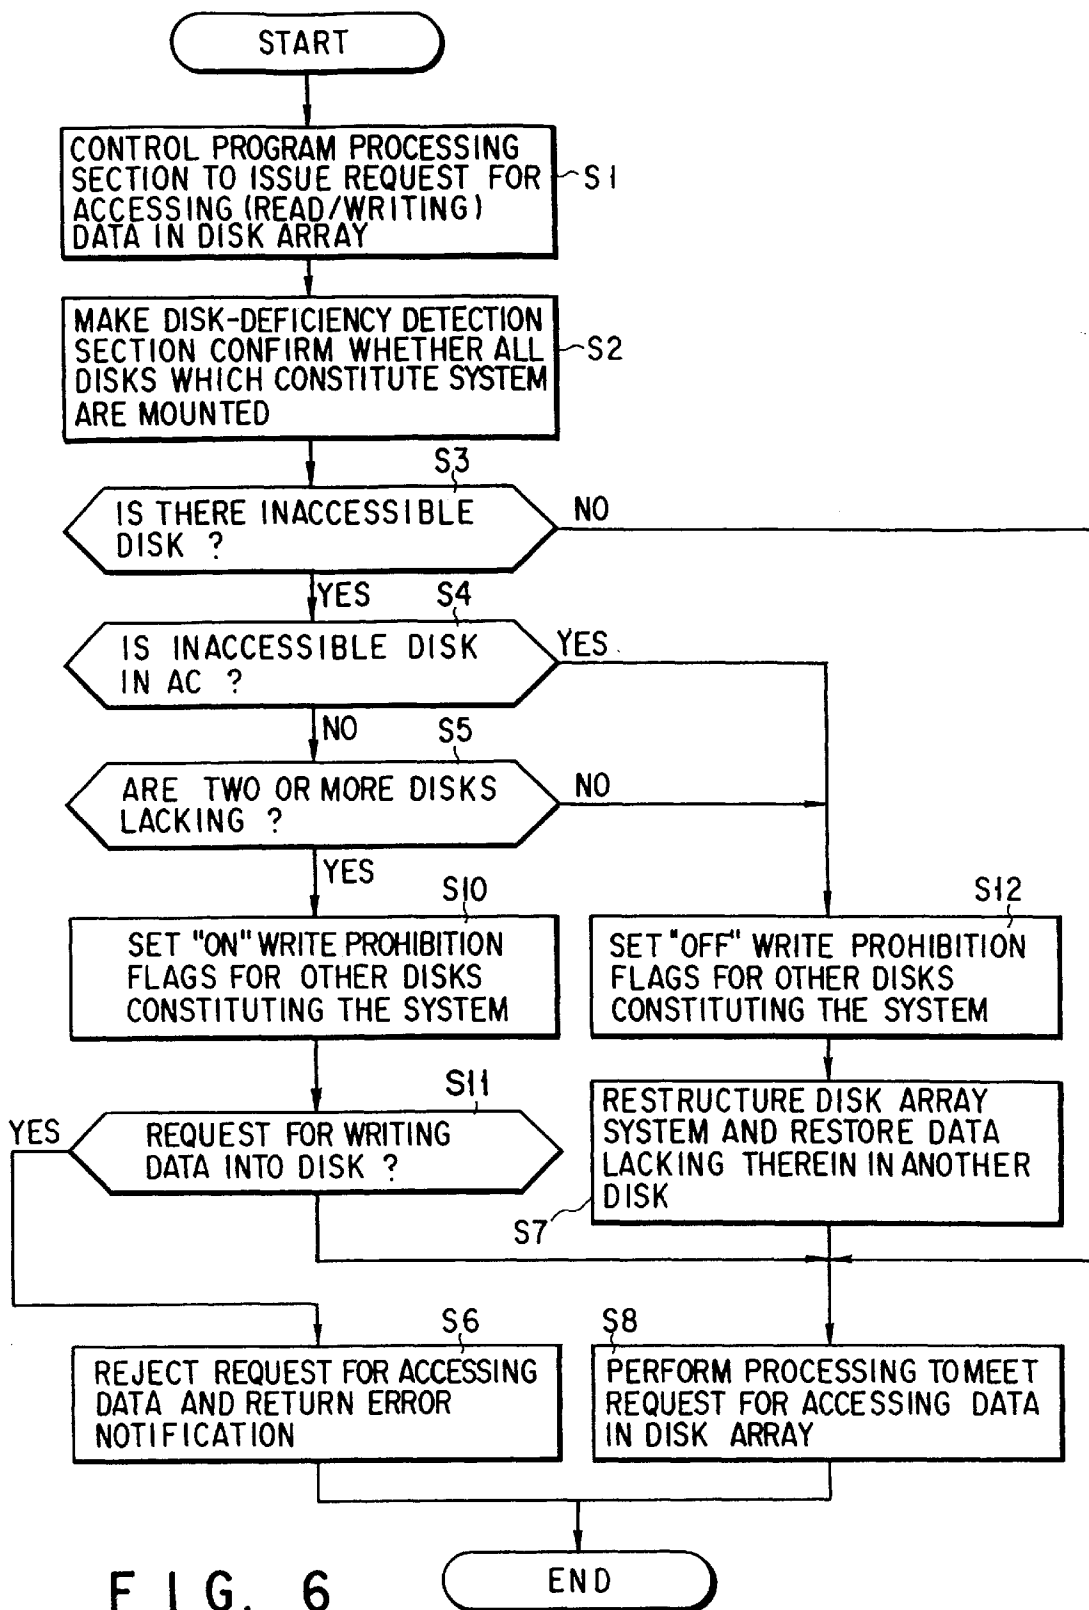 START
CONTROL PROGRAM PROCESSING
SECTION TO ISSUE REQUEST FOR
ACCESSING (READ/WRITING)
DATA IN DISK ARRAY
S1
MAKE DISK-DEFICIENCY DETECTION
SECTION CONFIRM WHETHER ALL
DISKS WHICH CONSTITUTE SYSTEM
ARE MOUNTED
S2
S3
IS THERE INACCESSIBLE
DISK ?
NO
YES
S4
IS INACCESSIBLE DISK
IN AC ?
YES
NO
S5
ARE TWO OR MORE DISKS
LACKING ?
NO
YES
S10
SET "ON" WRITE PROHIBITION
FLAGS FOR OTHER DISKS
CONSTITUTING THE SYSTEM
S12
SET "OFF" WRITE PROHIBITION
FLAGS FOR OTHER DISKS
CONSTITUTING THE SYSTEM
S11
YES
REQUEST FOR WRITING
DATA INTO DISK ?
RESTRUCTURE DISK ARRAY
SYSTEM AND RESTORE DATA
LACKING THEREIN IN ANOTHER
DISK
S7
S6
REJECT REQUEST FOR ACCESSING
DATA AND RETURN ERROR
NOTIFICATION
S8
PERFORM PROCESSING TO MEET
REQUEST FOR ACCESSING DATA
IN DISK ARRAY
END
FIG. 6